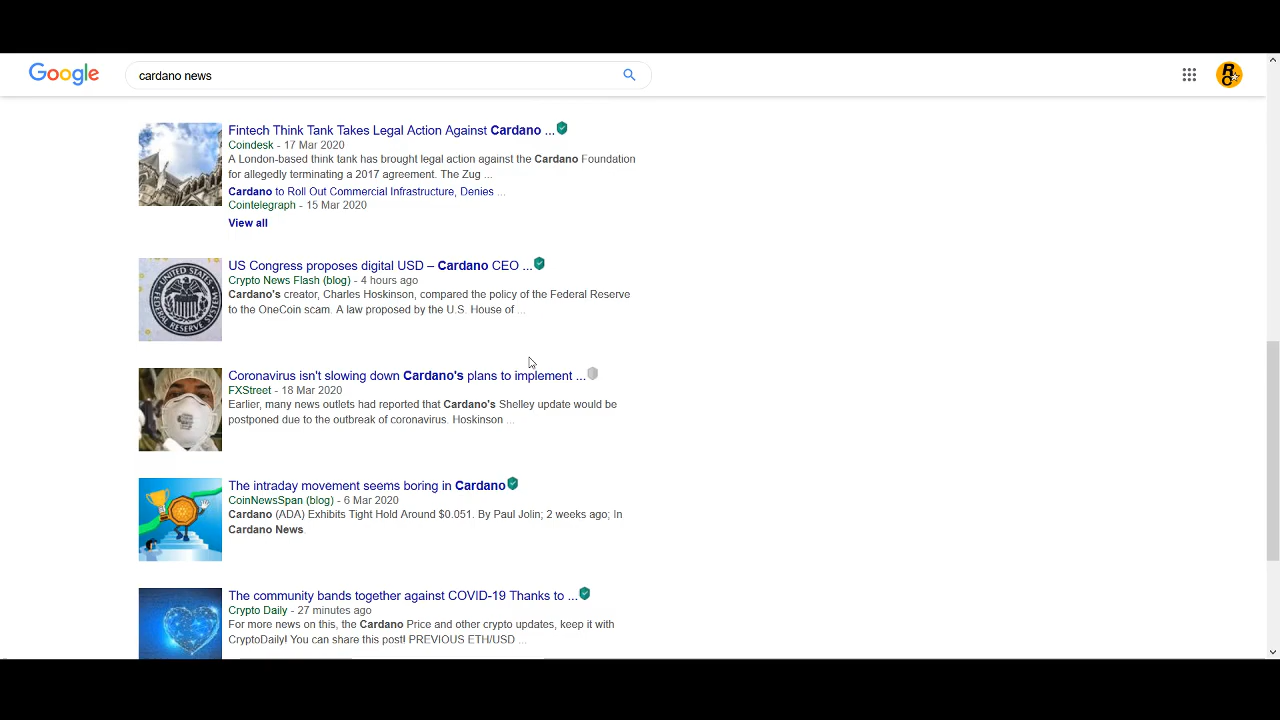 Google
cardano news
Fintech Think Tank Takes Legal Action Against Cardano ...
Coindesk - 17 Mar 2020
A London-based think tank has brought legal action against the Cardano Foundation
for allegedly terminating a 2017 agreement. The Zug ...
Cardano to Roll Out Commercial Infrastructure, Denies ...
Cointelegraph - 15 Mar 2020
View all
US Congress proposes digital USD – Cardano CEO ...
Crypto News Flash (blog) - 4 hours ago
Cardano's creator, Charles Hoskinson, compared the policy of the Federal Reserve
to the OneCoin scam. A law proposed by the U.S. House of ...
UNITED STATES
FEDERAL RESERVE SYSTEM
Coronavirus isn't slowing down Cardano's plans to implement ...
FXStreet - 18 Mar 2020
Earlier, many news outlets had reported that Cardano's Shelley update would be
postponed due to the outbreak of coronavirus. Hoskinson ...
The intraday movement seems boring in Cardano
CoinNewsSpan (blog) - 6 Mar 2020
Cardano (ADA) Exhibits Tight Hold Around $0.051. By Paul Jolin; 2 weeks ago; In
Cardano News.
The community bands together against COVID-19 Thanks to ...
Crypto Daily - 27 minutes ago
For more news on this, the Cardano Price and other crypto updates, keep it with
CryptoDaily! You can share this post! PREVIOUS ETH/USD ...